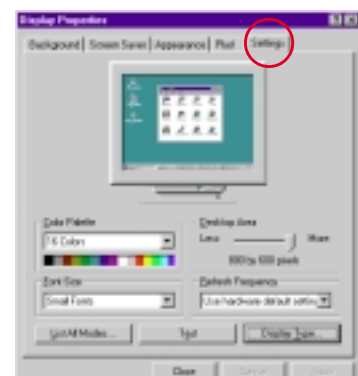 Display Properties
Background Screen Saver Appearance Plus! Settings
Color Palette
Desktop Area
16 Colors
Less More
800 by 600 pixels
Font Size
Refresh Frequency
Small Fonts
Use hardware default setting
List All Modes... Test Display Type...
Close Cancel Apply